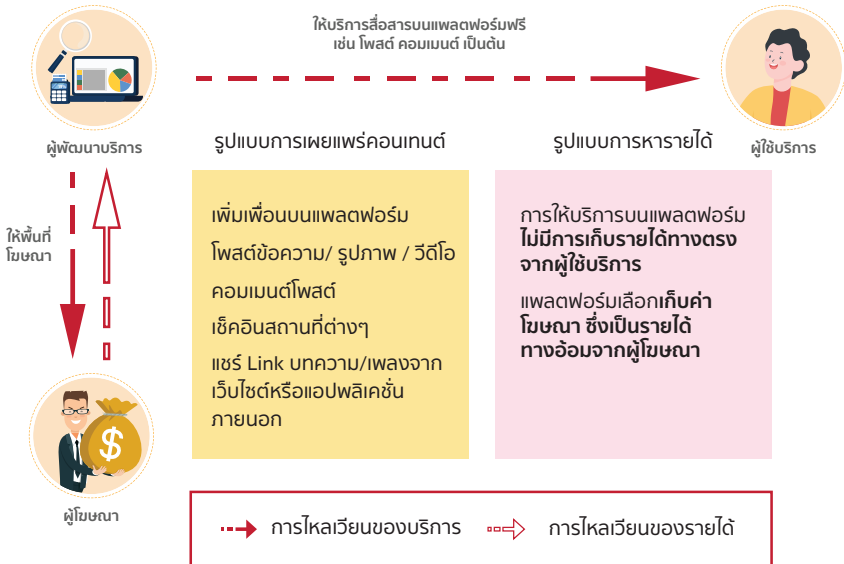 ให้บริการสื่อสารบนแพลตฟอร์มฟรี
เช่น โพสต์ คอมเมนต์ เป็นต้น
ผู้พัฒนาบริการ
ผู้ใช้บริการ
รูปแบบการเผยแพร่คอนเทนต์
รูปแบบการหารายได้
ให้พื้นที่
โฆษณา
เพิ่มเพื่อนบนแพลตฟอร์ม
โพสต์ข้อความ/ รูปภาพ / วีดีโอ
คอมเมนต์โพสต์
เช็คอินสถานที่ต่างๆ
แชร์ Link บทความ/เพลงจาก
เว็บไซต์หรือแอปพลิเคชั่น
ภายนอก
การให้บริการบนแพลตฟอร์ม
ไม่มีการเก็บรายได้ทางตรง
จากผู้ใช้บริการ
แพลตฟอร์มเลือกเก็บค่า
โฆษณา ซึ่งเป็นรายได้
ทางอ้อมจากผู้โฆษณา
$
ผู้โฆษณา
การไหลเวียนของบริการ
การไหลเวียนของรายได้